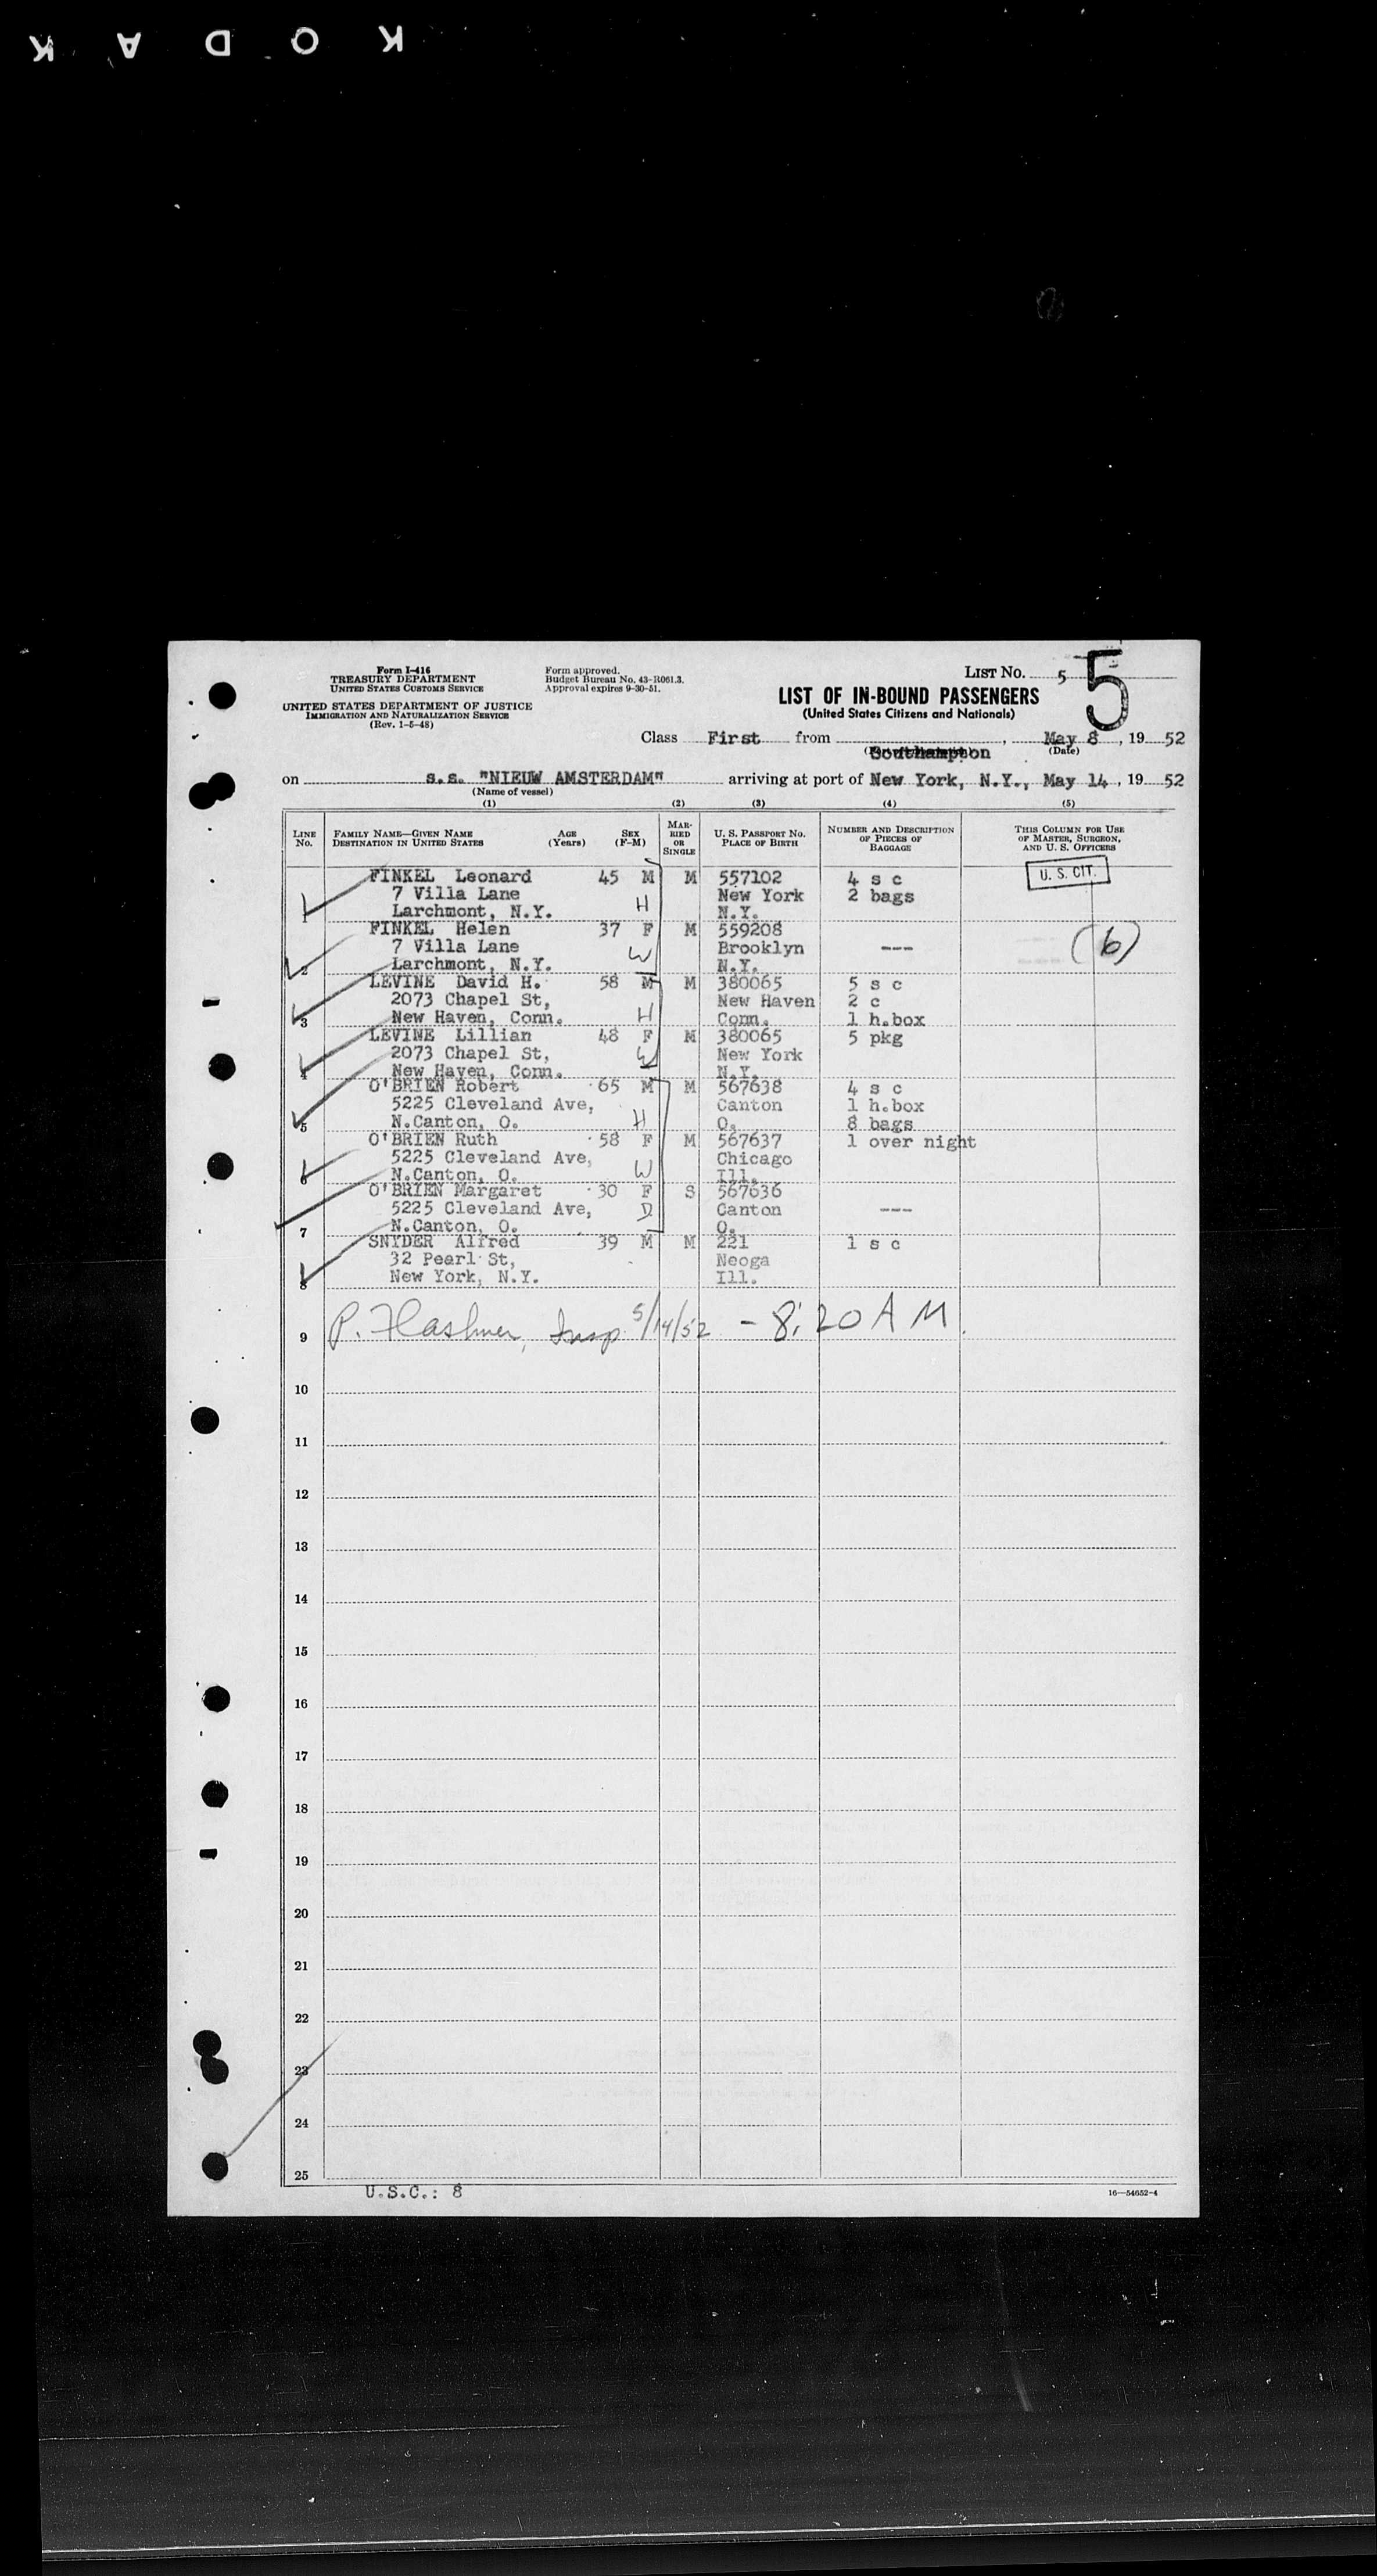 K O D A K
Form I-416
TREASURY DEPARTMENT
UNITED STATES CUSTOMS SERVICE
UNITED STATES DEPARTMENT OF JUSTICE
IMMIGRATION AND NATURALIZATION SERVICE
(Rev. 1-5-48)
Form approved.
Budget Bureau No. 43-R061.3.
Approval expires 9-30-51.
LIST No. 5
5
LIST OF IN-BOUND PASSENGERS
(United States Citizens and Nationals)
Class First from Southampton, May 8, 19 52
(Date)
on s.s. "NIEUW AMSTERDAM" arriving at port of New York, N.Y., May 14, 19 52
(Name of vessel)
(1) (2) (3) (4) (5)
LINE No. FAMILY NAME—GIVEN NAME DESTINATION IN UNITED STATES AGE (Years) SEX (F-M) MARRIED OR SINGLE U. S. PASSPORT NO. PLACE OF BIRTH NUMBER AND DESCRIPTION OF PIECES OF BAGGAGE THIS COLUMN FOR USE OF MASTER, SURGEON, AND U. S. OFFICERS
FINKEL Leonard 45 M M 557102 4 s c U. S. CIT.
7 Villa Lane New York 2 bags
1 Larchmont, N.Y. H N.Y.
FINKEL Helen 37 F M 559208
7 Villa Lane W Brooklyn --- (6)
2 Larchmont, N.Y. N.Y.
LEVINE David H. 58 M M 380065 5 s c
2073 Chapel St, New Haven 2 c
3 New Haven, Conn. H Conn. 1 h.box
LEVINE Lillian 48 F M 380065 5 pkg
2073 Chapel St, W New York
4 New Haven, Conn. N.Y.
O'BRIEN Robert 65 M M 567638 4 s c
5225 Cleveland Ave, Canton 1 h.box
5 N.Canton, O. H O. 8 bags
O'BRIEN Ruth 58 F M 567637 1 over night
5225 Cleveland Ave, Chicago
6 N.Canton, O. W Ill.
O'BRIEN Margaret 30 F S 567636
5225 Cleveland Ave, D Canton ---
7 N.Canton, O. O.
SNYDER Alfred 39 M M 221 1 s c
32 Pearl St, Neoga
8 New York, N.Y. Ill.
9 P. Flashner, Insp. 5/14/52 - 8:20 A M
10
11
12
13
14
15
16
17
18
19
20
21
22
23
24
25
U.S.C.: 8
16—54652-4